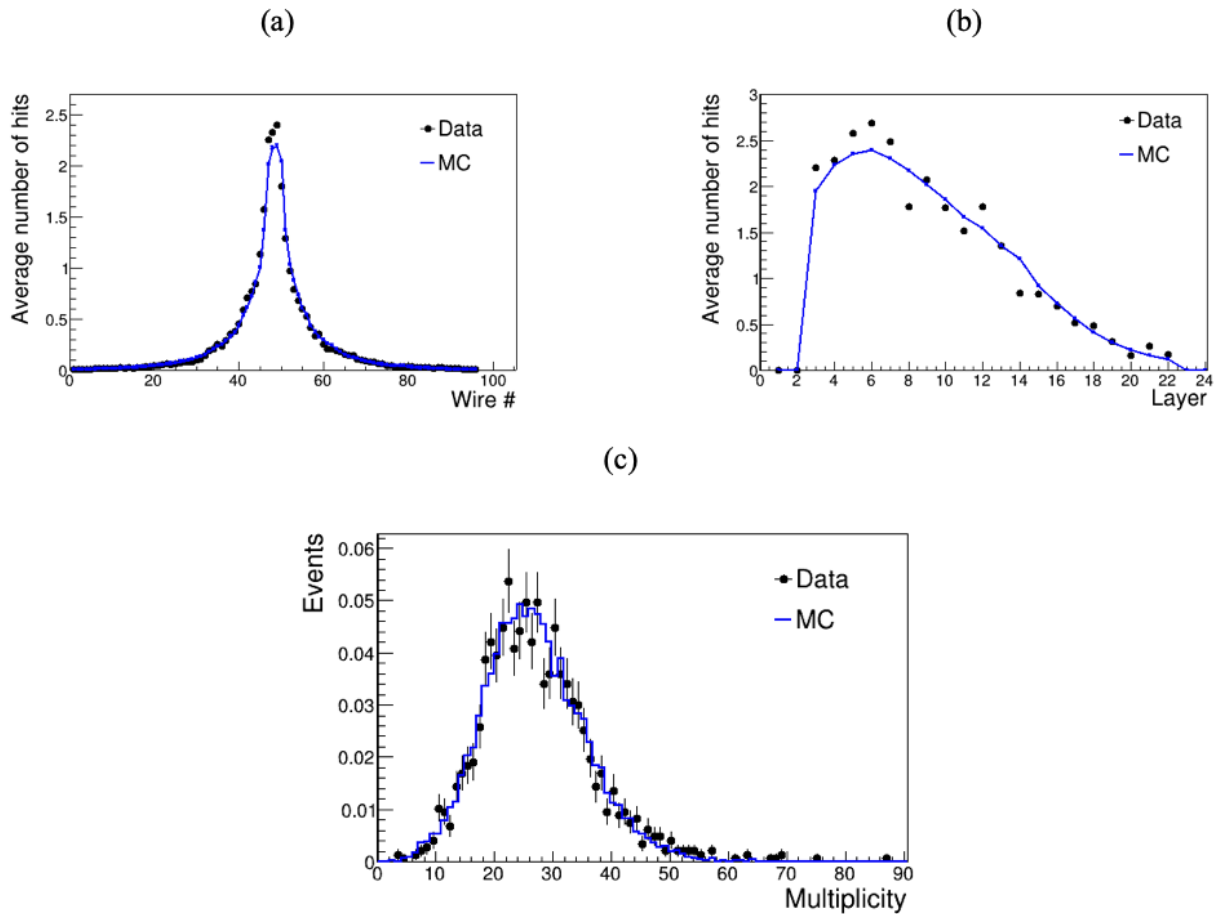 (a)
Average number of hits
2.5
2
1.5
1
0.5
0
Data
MC
0 20 40 60 80 100
Wire #
(b)
Average number of hits
3
2.5
2
1.5
1
0.5
0
Data
MC
0 2 4 6 8 10 12 14 16 18 20 22 24
Layer
(c)
Events
0.06
0.05
0.04
0.03
0.02
0.01
0
Data
MC
0 10 20 30 40 50 60 70 80 90
Multiplicity